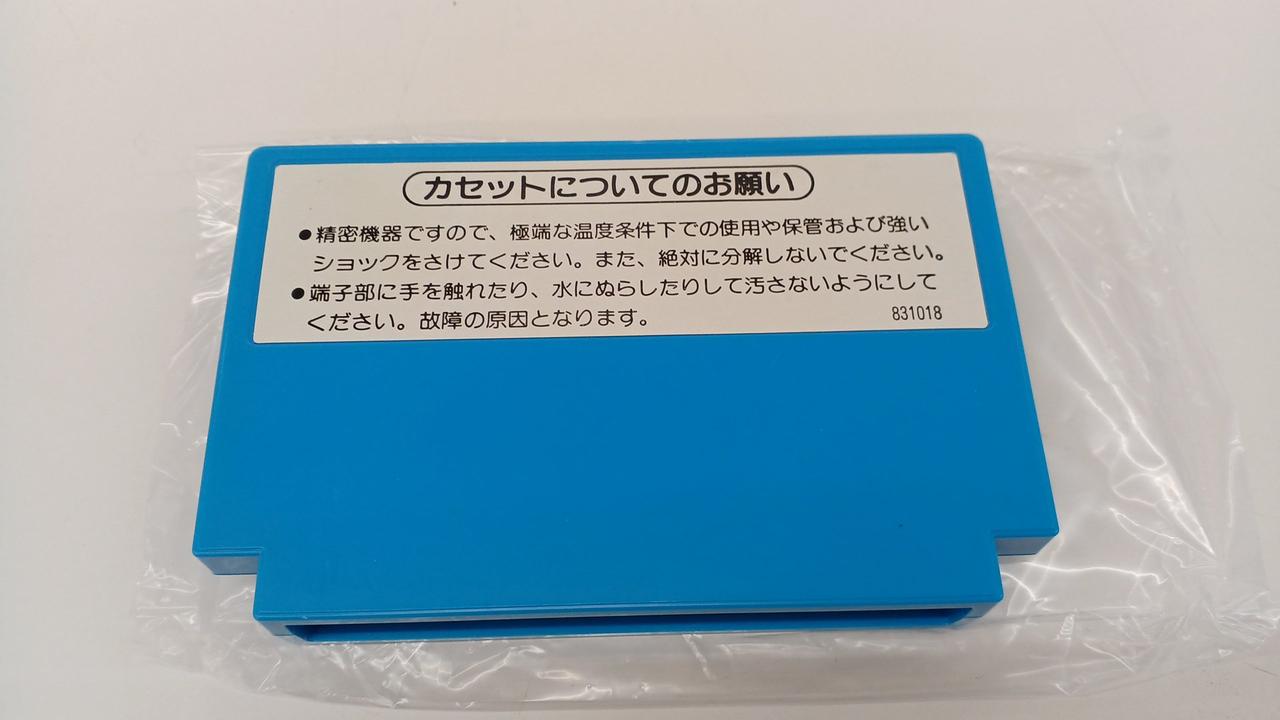 カセットについてのお願い
●精密機器ですので、極端な温度条件下での使用や保管および強い
ショックをさけてください。また、絶対に分解しないでください。
●端子部に手を触れたり、水にぬらしたりして汚さないようにして
ください。故障の原因となります。
831018